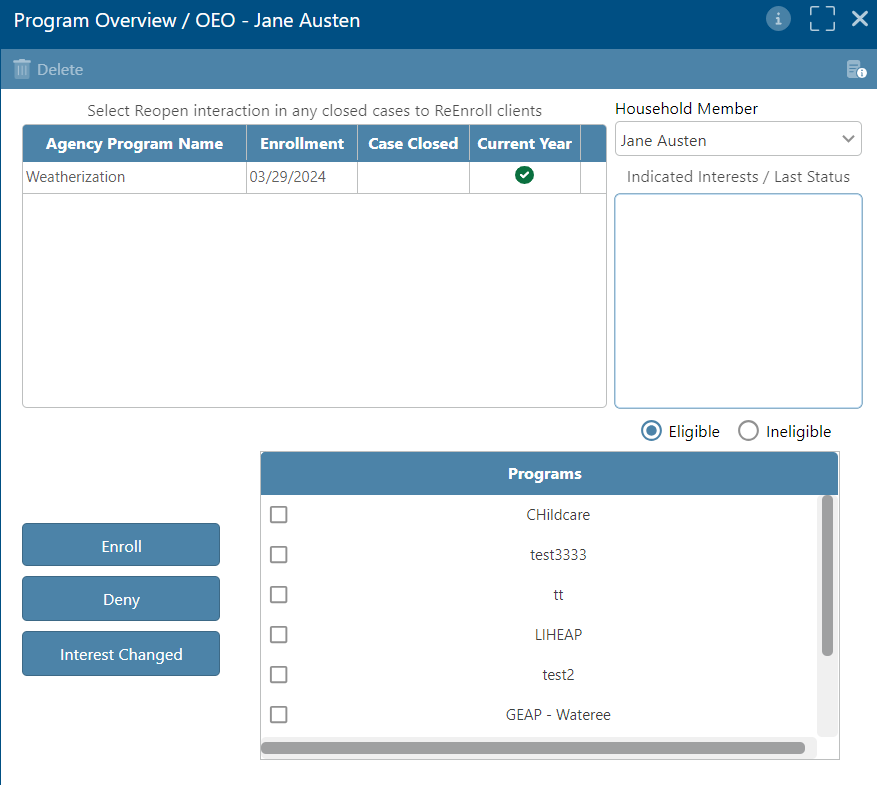 Program Overview / OEO - Jane Austen
Delete
Select Reopen interaction in any closed cases to ReEnroll clients
Household Member
Agency Program Name Enrollment Case Closed Current Year
Jane Austen
Weatherization 03/29/2024
Indicated Interests / Last Status
Eligible Ineligible
Programs
CHildcare
test3333
tt
LIHEAP
test2
GEAP - Wateree
Enroll
Deny
Interest Changed